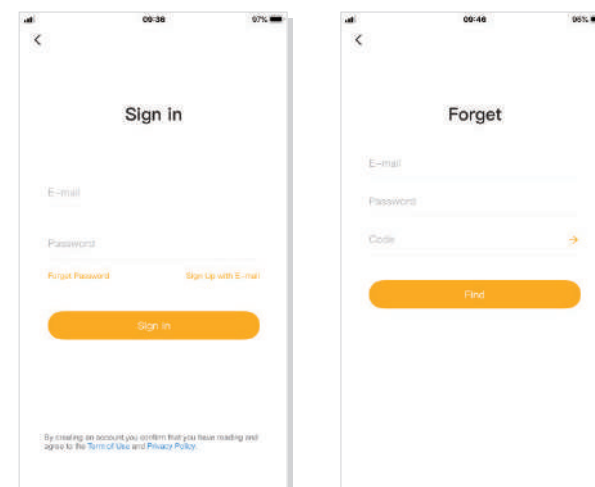 09:36
97%
Sign in
E-mail
Password
Forgot Password
Sign Up with E-mail
Sign in
By creating an account you confirm that you have reading and
agree to the Term of Use and Privacy Policy.
09:46
96%
Forget
E-mail
Password
Code
Find